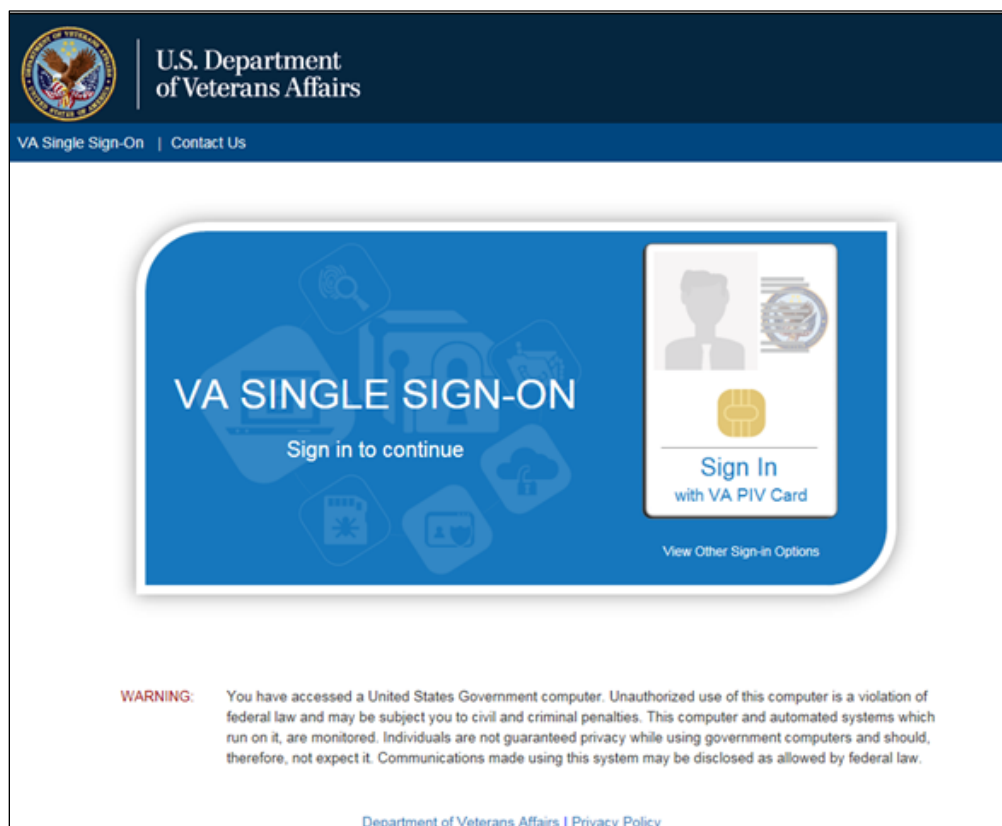 U.S. Department
of Veterans Affairs
VA Single Sign-On | Contact Us
VA SINGLE SIGN-ON
Sign in to continue
Sign In
with VA PIV Card
View Other Sign-in Options
WARNING: You have accessed a United States Government computer. Unauthorized use of this computer is a violation of
federal law and may be subject you to civil and criminal penalties. This computer and automated systems which
run on it, are monitored. Individuals are not guaranteed privacy while using government computers and should,
therefore, not expect it. Communications made using this system may be disclosed as allowed by federal law.
Department of Veterans Affairs | Privacy Policy